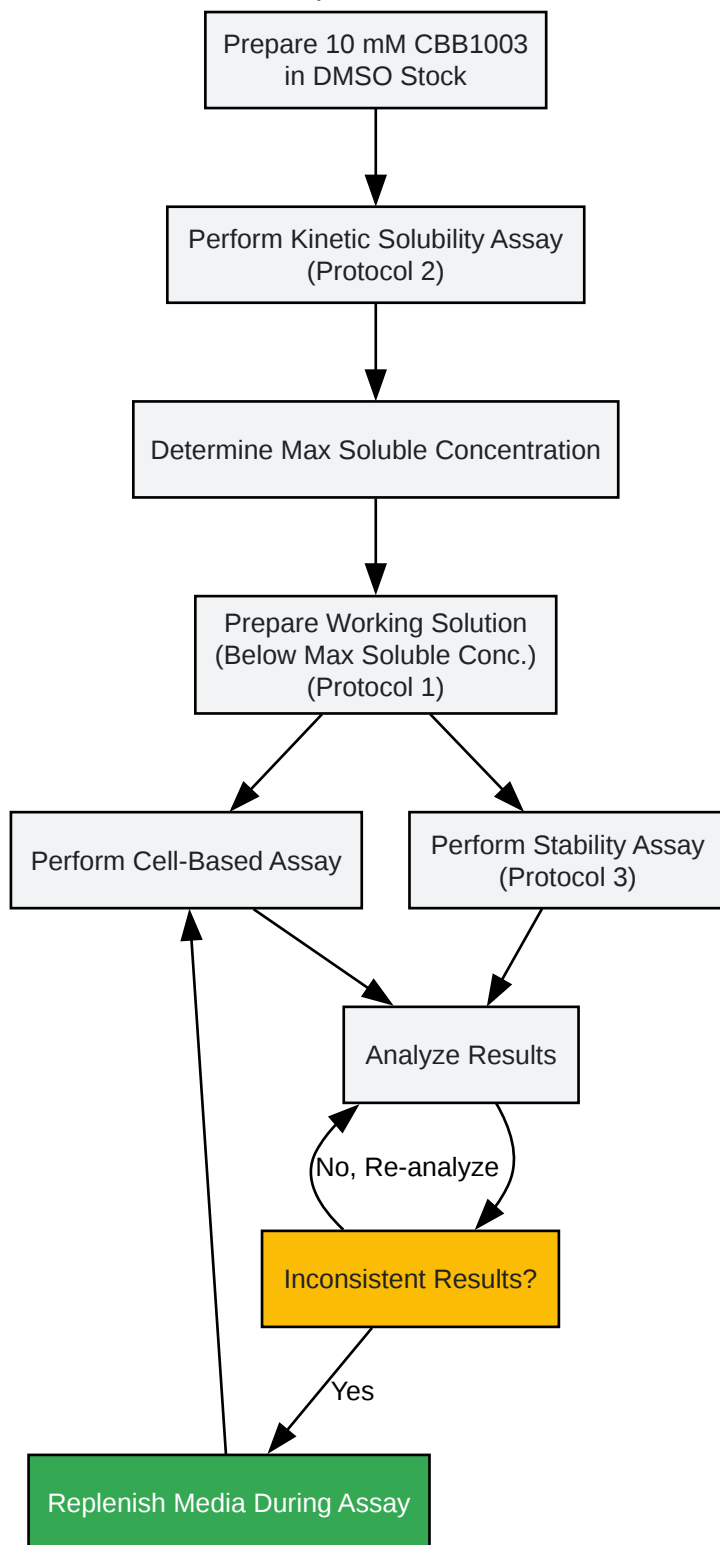 Prepare 10 mM CBB1003
in DMSO Stock
Perform Kinetic Solubility Assay
(Protocol 2)
Determine Max Soluble Concentration
Prepare Working Solution
(Below Max Soluble Conc.)
(Protocol 1)
Perform Cell-Based Assay
Perform Stability Assay
(Protocol 3)
Analyze Results
No, Re-analyze
Inconsistent Results?
Yes
Replenish Media During Assay